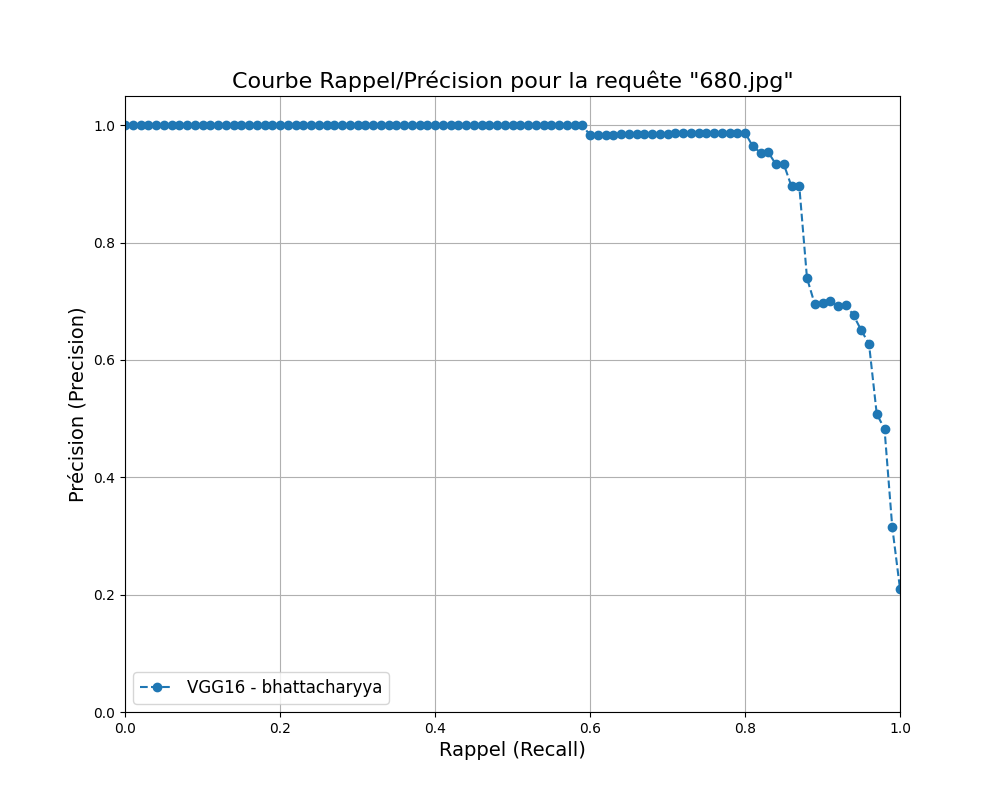 Courbe Rappel/Précision pour la requête "680.jpg"
1.0
0.8
0.6
0.4
0.2
0.0
Précision (Precision)
VGG16 - bhattacharyya
0.0 0.2 0.4 0.6 0.8 1.0
Rappel (Recall)